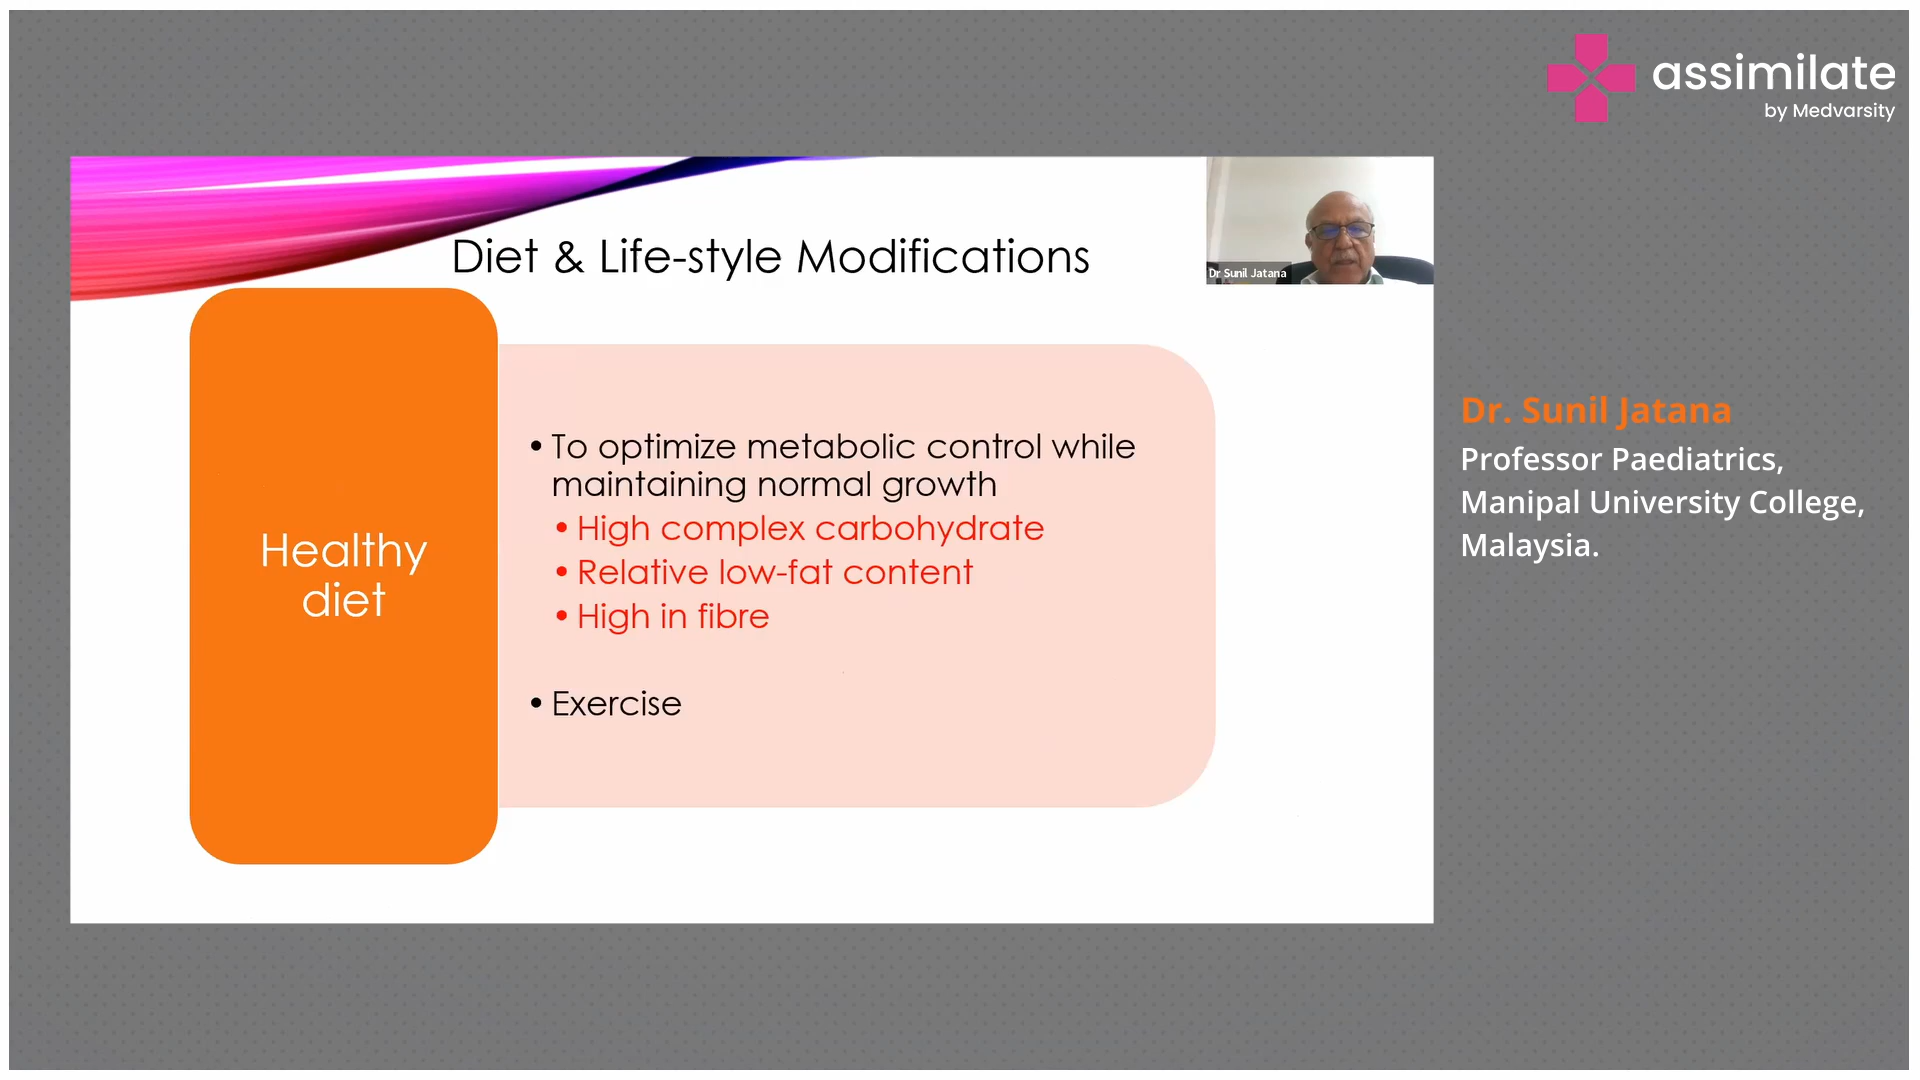 assimilate
by Medvarsity
Diet & Life-style Modifications
Dr Sunil Jatana
Healthy
diet
• To optimize metabolic control while
maintaining normal growth
• High complex carbohydrate
• Relative low-fat content
• High in fibre
• Exercise
Dr. Sunil Jatana
Professor Paediatrics,
Manipal University College,
Malaysia.